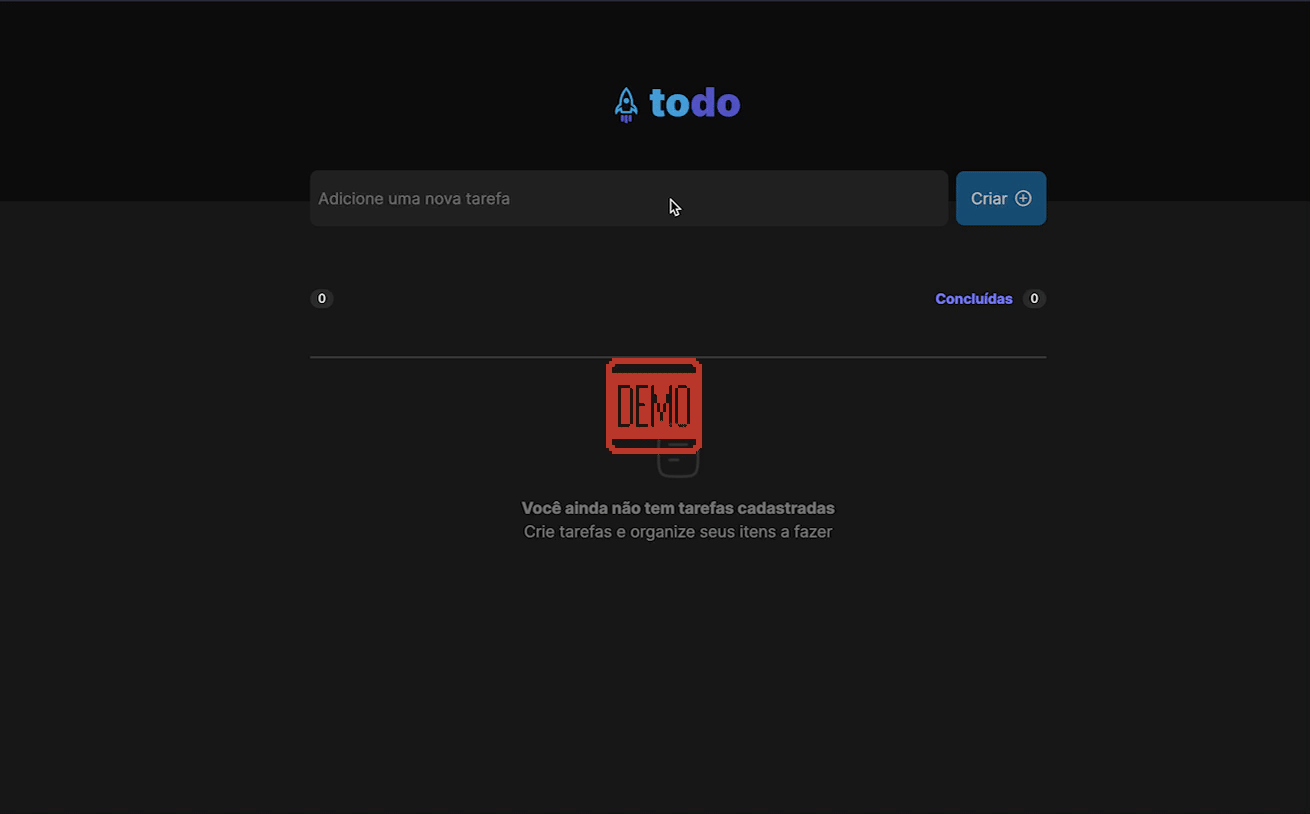 todo
Adicione uma nova tarefa
Criar
0
Concluídas 0
DEMO
Você ainda não tem tarefas cadastradas
Crie tarefas e organize seus itens a fazer